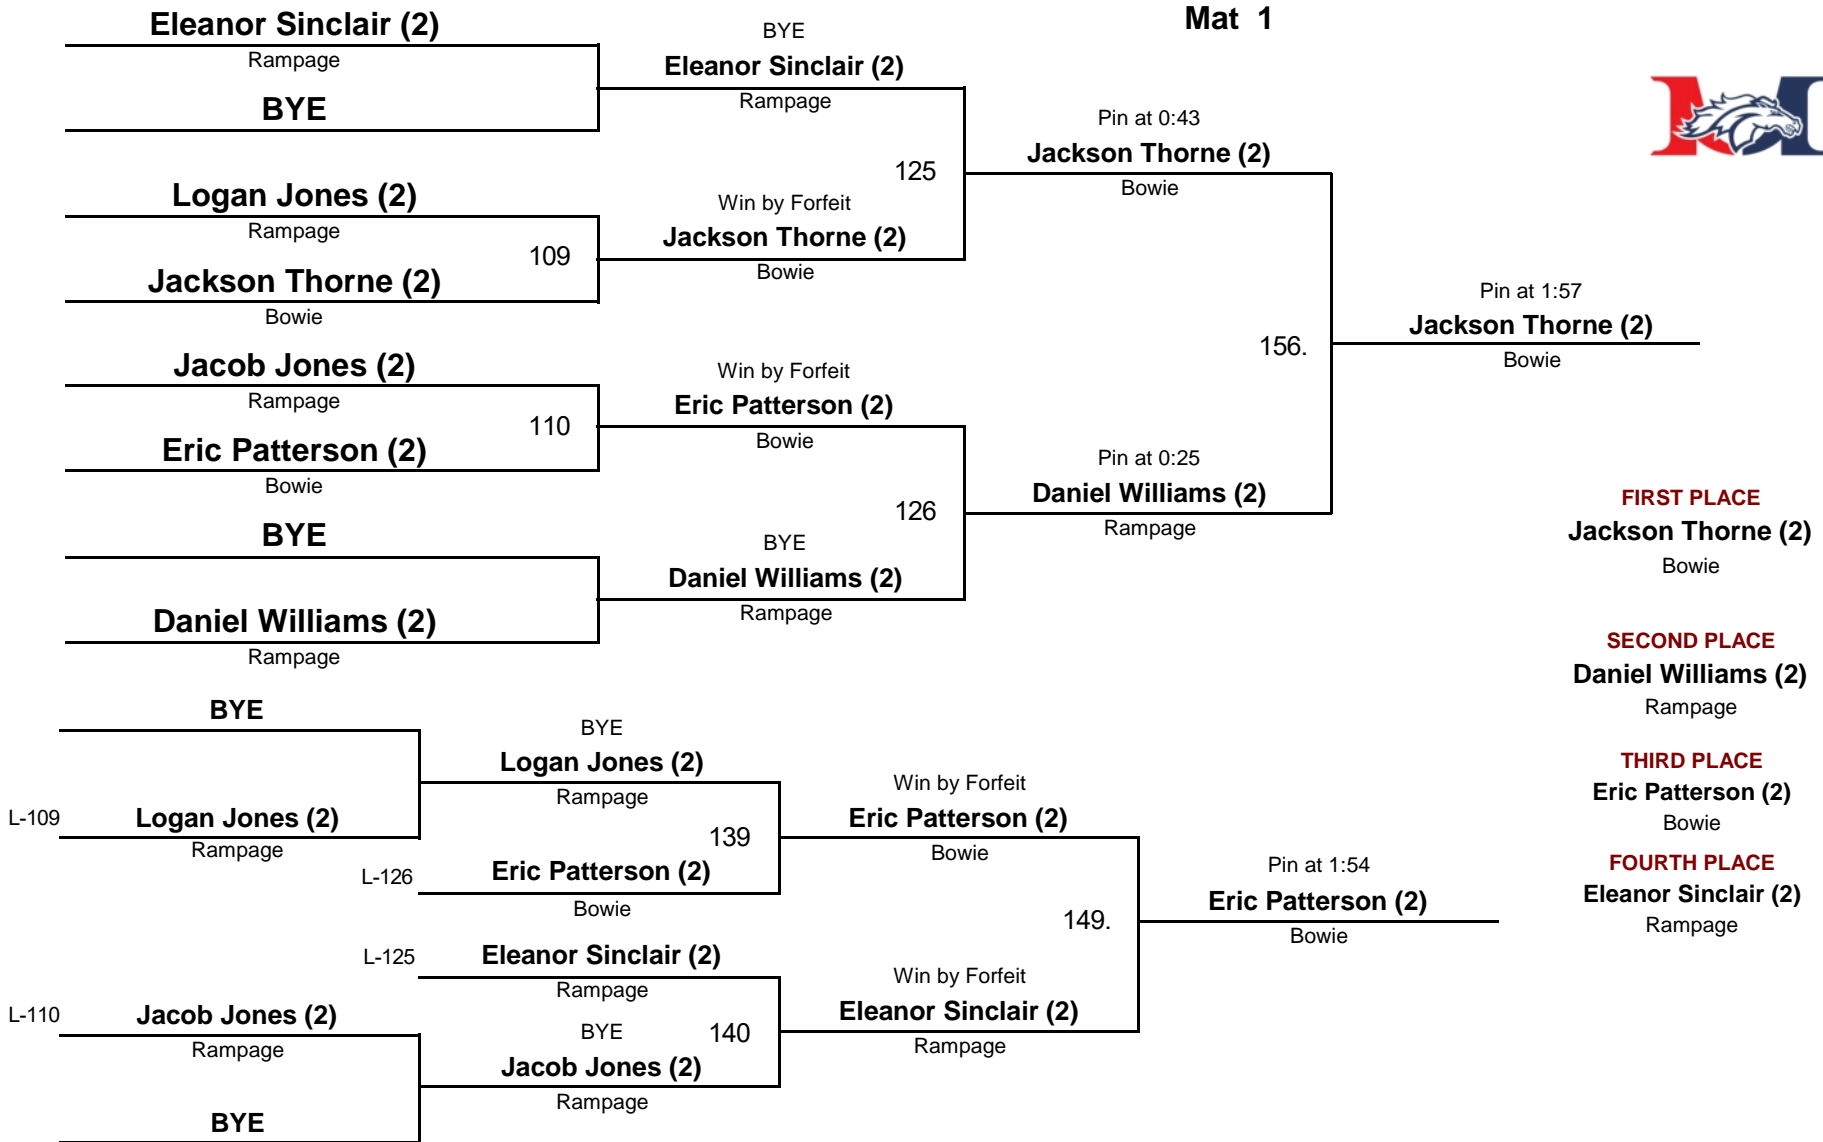 Mat 1
Eleanor Sinclair (2)
Rampage
BYE
Logan Jones (2)
Rampage
109
Jackson Thorne (2)
Bowie
Jacob Jones (2)
Rampage
110
Eric Patterson (2)
Bowie
BYE
Daniel Williams (2)
Rampage
BYE
Eleanor Sinclair (2)
Rampage
125
Win by Forfeit
Jackson Thorne (2)
Bowie
Win by Forfeit
Eric Patterson (2)
Bowie
126
BYE
Daniel Williams (2)
Rampage
Pin at 0:43
Jackson Thorne (2)
Bowie
156.
Pin at 0:25
Daniel Williams (2)
Rampage
Pin at 1:57
Jackson Thorne (2)
Bowie
BYE
L-109
Logan Jones (2)
Rampage
L-110
Jacob Jones (2)
Rampage
BYE
BYE
Logan Jones (2)
Rampage
139
L-126
Eric Patterson (2)
Bowie
L-125
Eleanor Sinclair (2)
Rampage
BYE
140
Jacob Jones (2)
Rampage
Win by Forfeit
Eric Patterson (2)
Bowie
149.
Win by Forfeit
Eleanor Sinclair (2)
Rampage
Pin at 1:54
Eric Patterson (2)
Bowie
FIRST PLACE
Jackson Thorne (2)
Bowie
SECOND PLACE
Daniel Williams (2)
Rampage
THIRD PLACE
Eric Patterson (2)
Bowie
FOURTH PLACE
Eleanor Sinclair (2)
Rampage
M